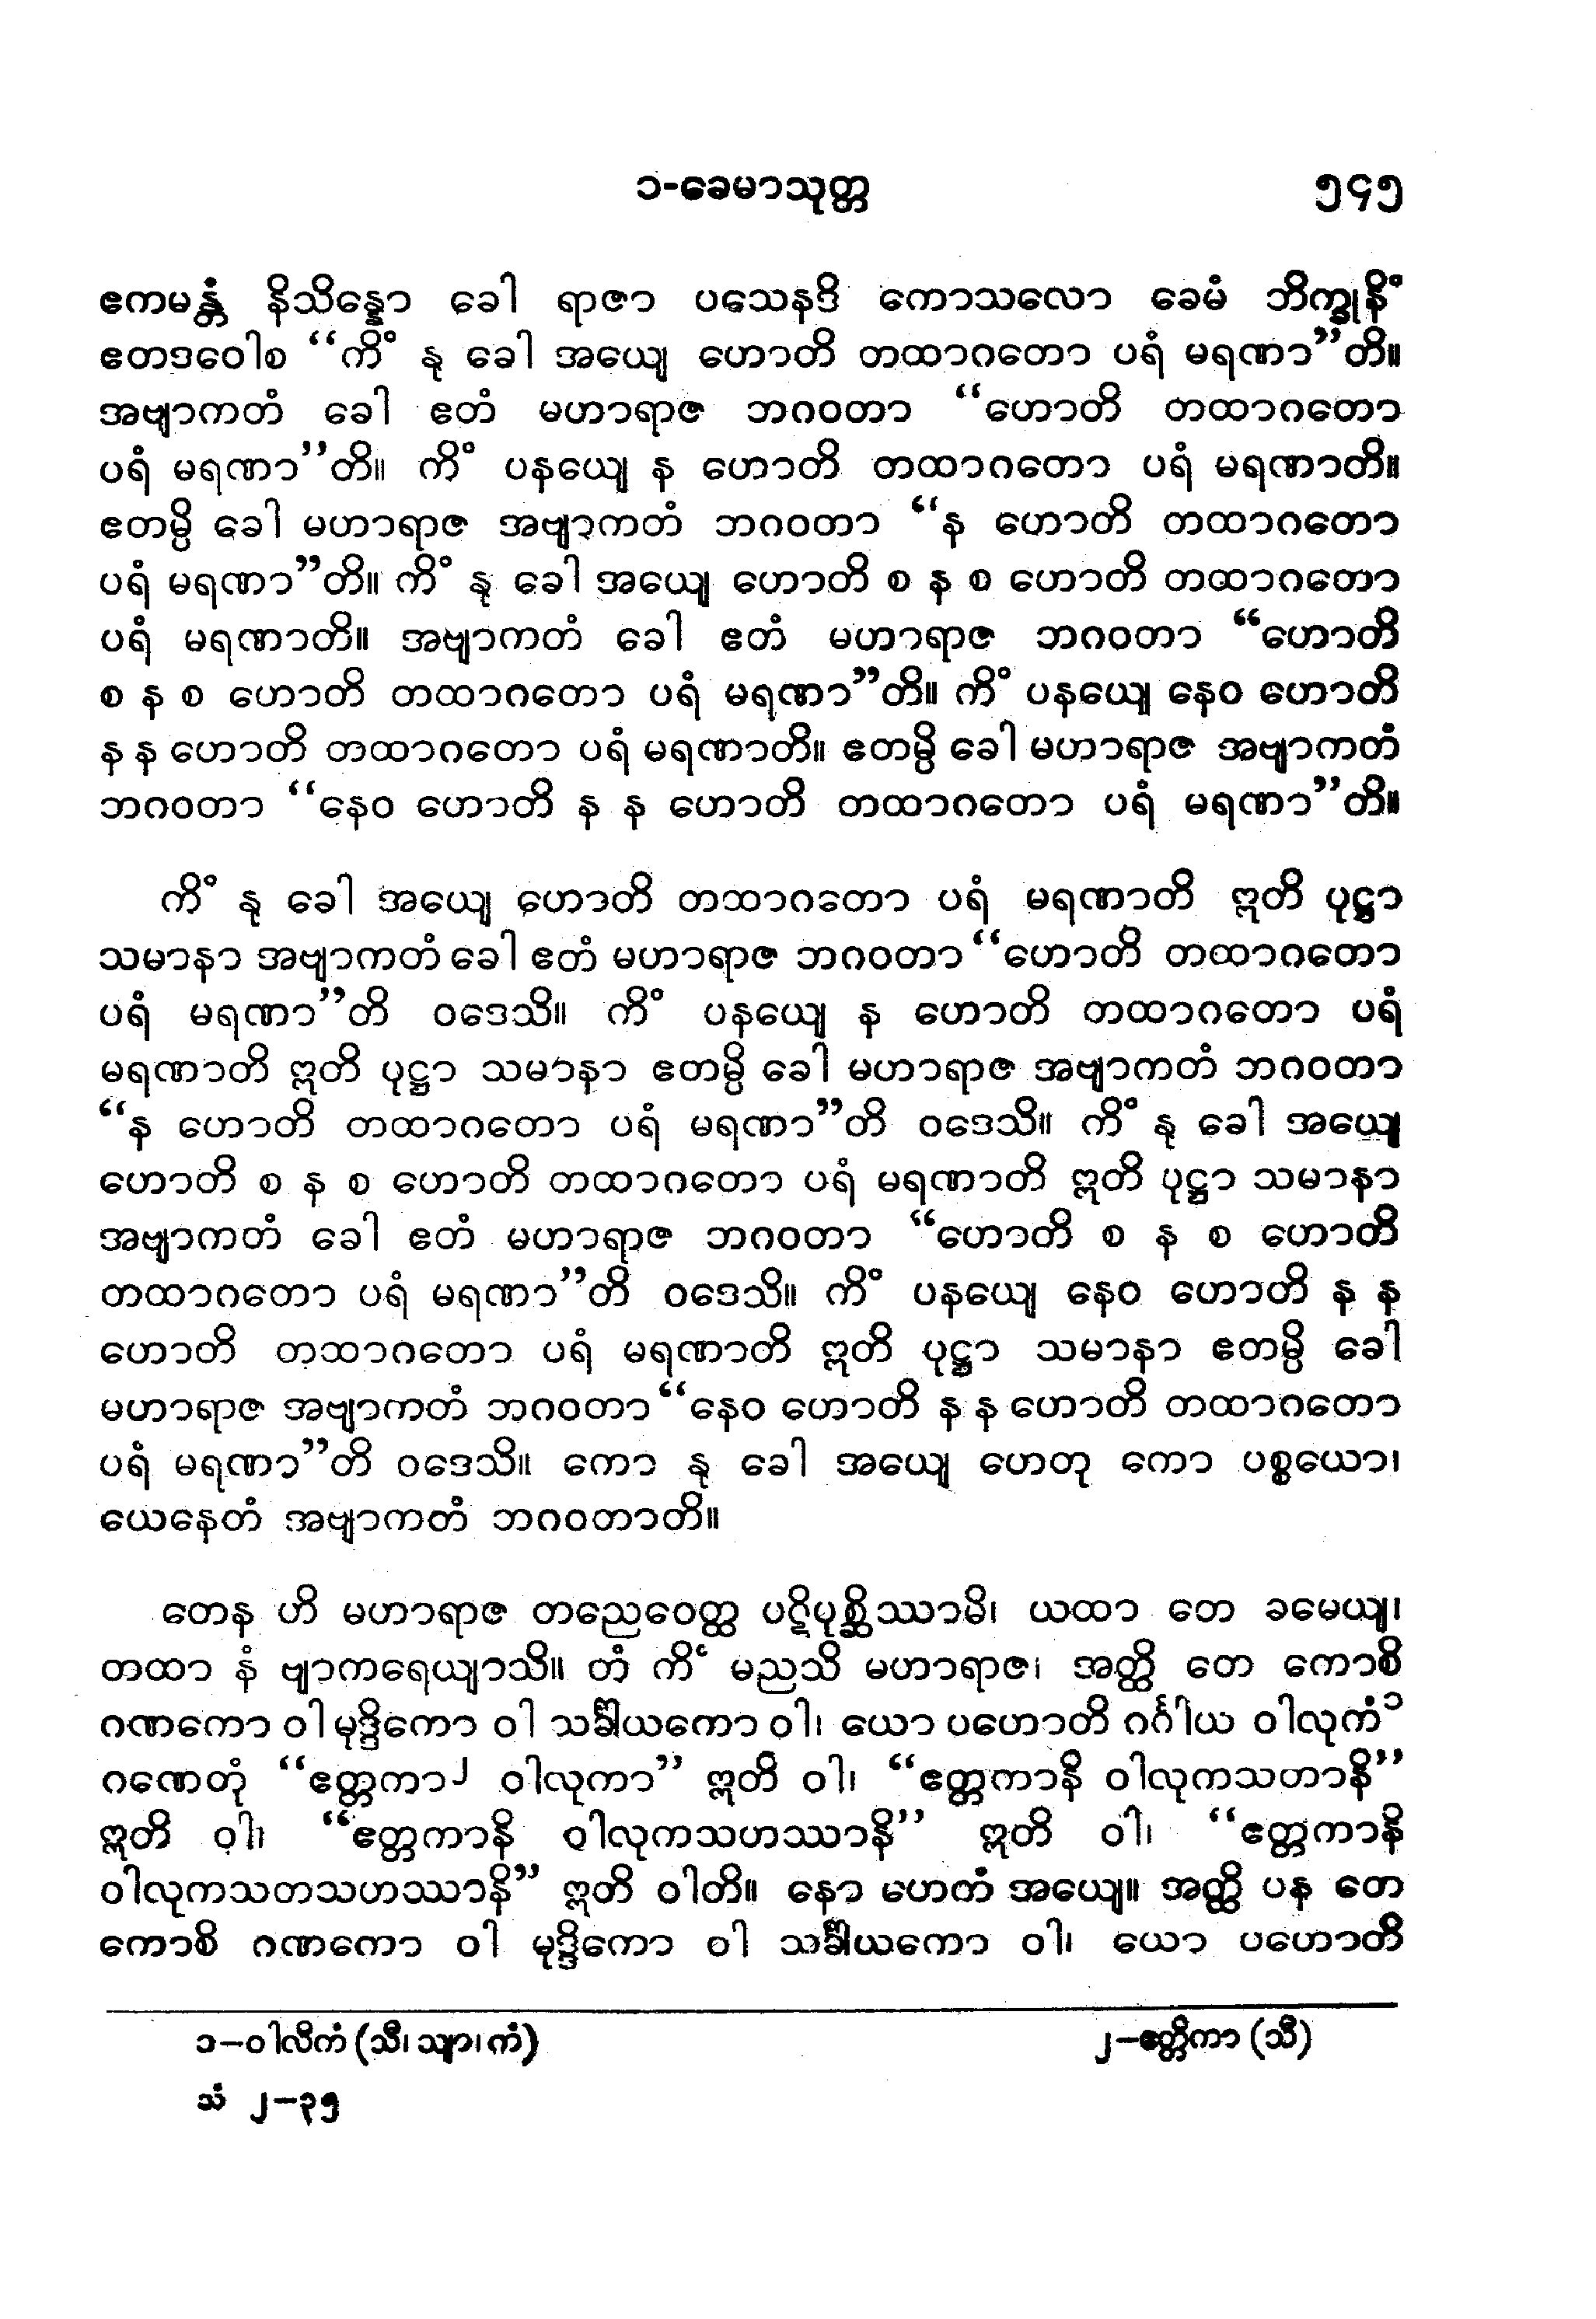 ၁-ခေမာသုတ္တ ၅၄၅
ဧကမန္တံ နိသိန္နော ခေါ ရာဇာ ပသေနဒိ ကောသလော ခေမံ ဘိက္ခုနိံ
ဧတဒဝေါစ “ကိံ နု ခေါ အယျေ ဟောတိ တထာဂတော ပရံ မရဏာ”တိ။
အဗျာကတံ ခေါ ဧတံ မဟာရာဇ ဘဂဝတာ “ဟောတိ တထာဂတော
ပရံ မရဏာ”တိ။ ကိံ ပနယျေ န ဟောတိ တထာဂတော ပရံ မရဏာတိ။
ဧတမ္ပိ ခေါ မဟာရာဇ အဗျာကတံ ဘဂဝတာ “န ဟောတိ တထာဂတော
ပရံ မရဏာ”တိ။ ကိံ နု ခေါ အယျေ ဟောတိ စ န စ ဟောတိ တထာဂတော
ပရံ မရဏာတိ။ အဗျာကတံ ခေါ ဧတံ မဟာရာဇ ဘဂဝတာ “ဟောတိ
စ န စ ဟောတိ တထာဂတော ပရံ မရဏာ”တိ။ ကိံ ပနယျေ နေဝ ဟောတိ
န န ဟောတိ တထာဂတော ပရံ မရဏာတိ။ ဧတမ္ပိ ခေါ မဟာရာဇ အဗျာကတံ
ဘဂဝတာ “နေဝ ဟောတိ န န ဟောတိ တထာဂတော ပရံ မရဏာ”တိ။
ကိံ နု ခေါ အယျေ ဟောတိ တထာဂတော ပရံ မရဏာတိ ဣတိ ပုဋ္ဌာ
သမာနာ အဗျာကတံ ခေါ ဧတံ မဟာရာဇ ဘဂဝတာ “ဟောတိ တထာဂတော
ပရံ မရဏာ”တိ ဝဒေသိ။ ကိံ ပနယျေ န ဟောတိ တထာဂတော ပရံ
မရဏာတိ ဣတိ ပုဋ္ဌာ သမာနာ ဧတမ္ပိ ခေါ မဟာရာဇ အဗျာကတံ ဘဂဝတာ
“န ဟောတိ တထာဂတော ပရံ မရဏာ”တိ ဝဒေသိ။ ကိံ နု ခေါ အယျေ
ဟောတိ စ န စ ဟောတိ တထာဂတော ပရံ မရဏာတိ ဣတိ ပုဋ္ဌာ သမာနာ
အဗျာကတံ ခေါ ဧတံ မဟာရာဇ ဘဂဝတာ “ဟောတိ စ န စ ဟောတိ
တထာဂတော ပရံ မရဏာ”တိ ဝဒေသိ။ ကိံ ပနယျေ နေဝ ဟောတိ န န
ဟောတိ တထာဂတော ပရံ မရဏာတိ ဣတိ ပုဋ္ဌာ သမာနာ ဧတမ္ပိ ခေါ
မဟာရာဇ အဗျာကတံ ဘဂဝတာ “နေဝ ဟောတိ န န ဟောတိ တထာဂတော
ပရံ မရဏာ”တိ ဝဒေသိ။ ကော နု ခေါ အယျေ ဟေတု ကော ပစ္စယော၊
ယေနေတံ အဗျာကတံ ဘဂဝတာတိ။
တေန ဟိ မဟာရာဇ တညေဝေတ္ထ ပဋိပုစ္ဆိဿာမိ၊ ယထာ တေ ခမေယျ၊
တထာ နံ ဗျာကရေယျာသိ။ တံ ကိံ မညသိ မဟာရာဇ၊ အတ္ထိ တေ ကောစိ
ဂဏကော ဝါ မုဒ္ဒိကော ဝါ သင်္ခါယကော ဝါ၊ ယော ပဟောတိ ဂင်္ဂါယ ဝါလုကံ၁
ဂဏေတုံ “ဧတ္တကာ၂ ဝါလုကာ” ဣတိ ဝါ၊ “ဧတ္တကာနိ ဝါလုကသတာနိ”
ဣတိ ဝါ၊ “ဧတ္တကာနိ ဝါလုကသဟဿာနိ” ဣတိ ဝါ၊ “ဧတ္တကာနိ
ဝါလုကသတသဟဿာနိ” ဣတိ ဝါတိ။ နော ဟေတံ အယျေ။ အတ္ထိ ပန တေ
ကောစိ ဂဏကော ဝါ မုဒ္ဒိကော ဝါ သင်္ခါယကော ဝါ၊ ယော ပဟောတိ
၁−ဝါလိကံ (သီ၊ သျာ၊ ကံ) ၂−ဧတ္တိကာ (သီ)
သံ ၂−၃၅